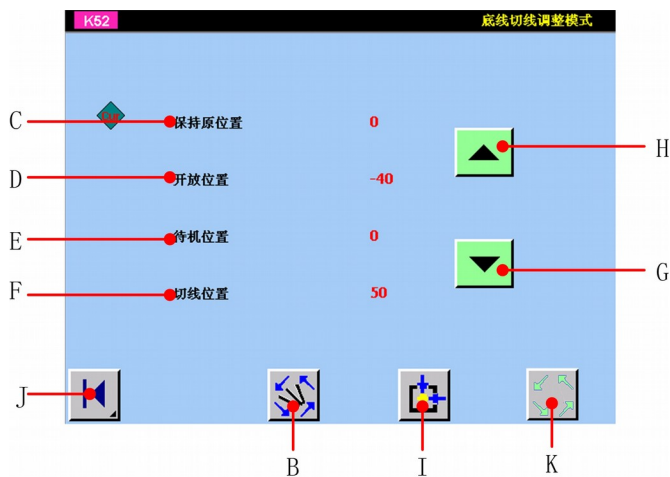 K52 底线切线调整模式
Cut
C 保持原位置 0
H
D 开放位置 -40
E 待机位置 0
G
F 切线位置 50
J
B I K